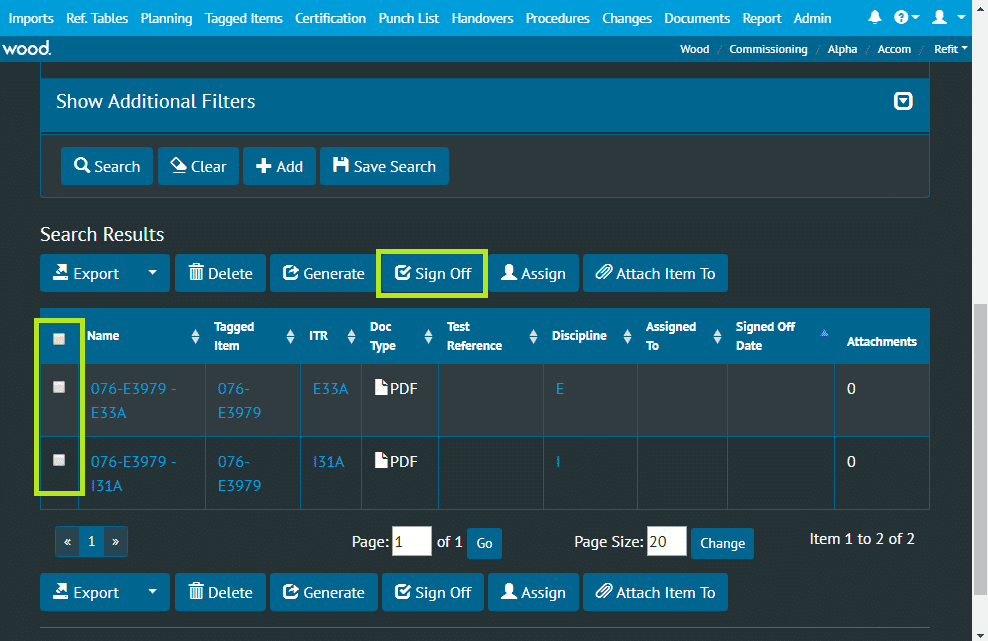 Imports Ref. Tables Planning Tagged Items Certification Punch List Handovers Procedures Changes Documents Report Admin
wood. Wood / Commissioning / Alpha / Accom / Refit
Show Additional Filters
Search Clear Add Save Search
Search Results
Export Delete Generate Sign Off Assign Attach Item To
Name Tagged Item ITR Doc Type Test Reference Discipline Assigned To Signed Off Date Attachments
076-E3979 - E33A 076-E3979 E33A PDF E 0
076-E3979 - I31A 076-E3979 I31A PDF I 0
« 1 » Page: 1 of 1 Go Page Size: 20 Change Item 1 to 2 of 2
Export Delete Generate Sign Off Assign Attach Item To